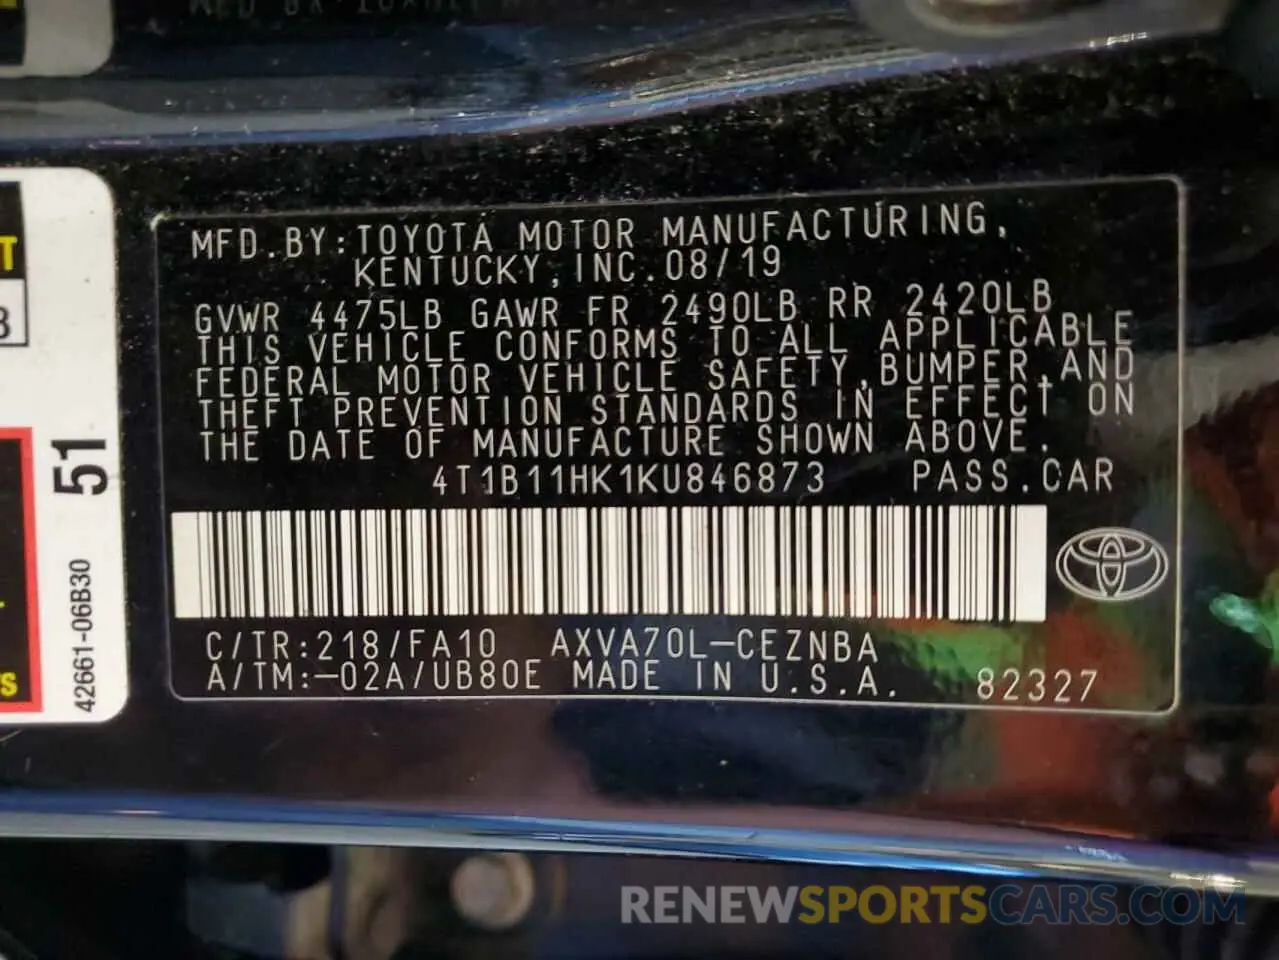 MFD.BY:TOYOTA MOTOR MANUFACTURING,
KENTUCKY,INC.08/19
GVWR 4475LB GAWR FR 2490LB RR 2420LB
THIS VEHICLE CONFORMS TO ALL APPLICABLE
FEDERAL MOTOR VEHICLE SAFETY,BUMPER,AND
THEFT PREVENTION STANDARDS IN EFFECT ON
THE DATE OF MANUFACTURE SHOWN ABOVE.
4T1B11HK1KU846873 PASS.CAR
C/TR:218/FA10 AXVA70L-CEZNBA
A/TM:-02A/UB80E MADE IN U.S.A. 82327
51
42661-06B30
RENEWSPORTSCARS.COM